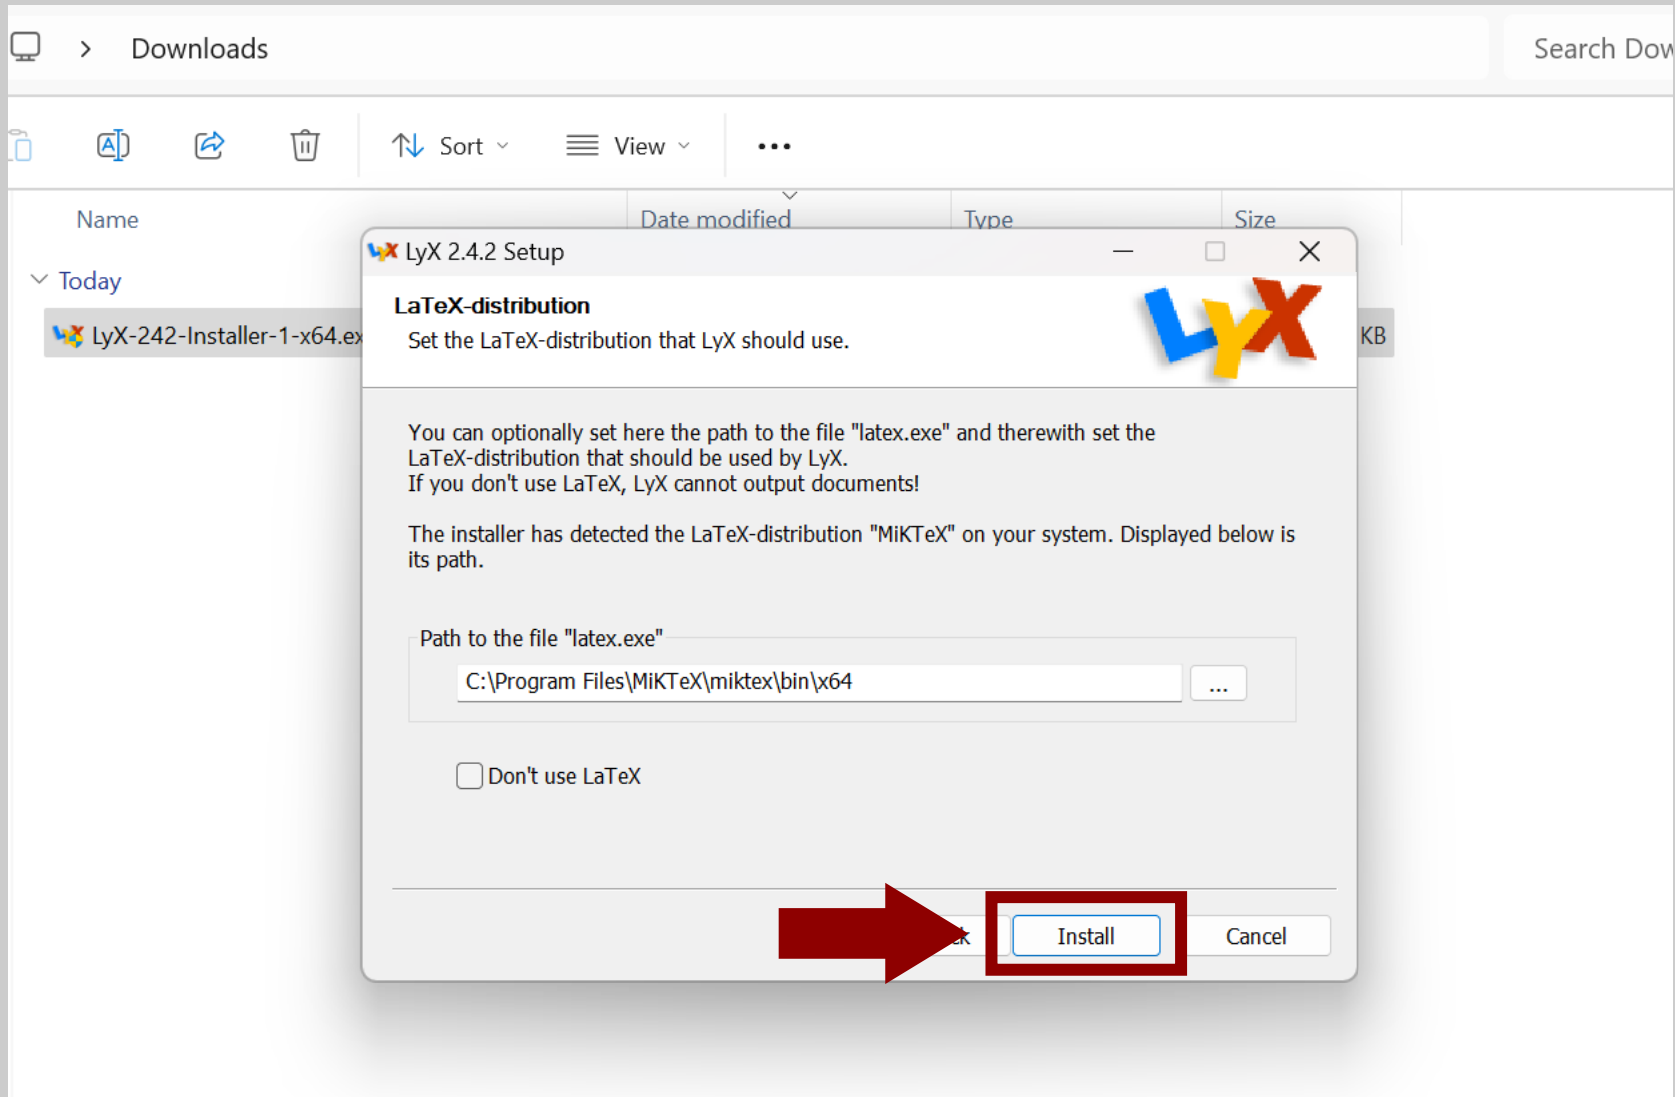 Downloads
Search Dow
Sort
View
Name
Date modified
Type
Size
LyX 2.4.2 Setup
Today
LaTeX-distribution
Set the LaTeX-distribution that LyX should use.
LyX
LyX-242-Installer-1-x64.ex
KB
You can optionally set here the path to the file "latex.exe" and therewith set the
LaTeX-distribution that should be used by LyX.
If you don't use LaTeX, LyX cannot output documents!
The installer has detected the LaTeX-distribution "MiKTeX" on your system. Displayed below is
its path.
Path to the file "latex.exe"
C:\Program Files\MiKTeX\miktex\bin\x64
...
Don't use LaTeX
Install
Cancel